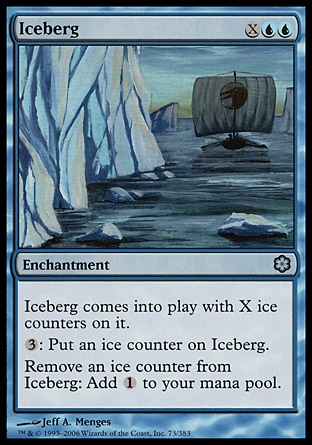 Iceberg X
Enchantment
Iceberg comes into play with X ice
counters on it.
3: Put an ice counter on Iceberg.
Remove an ice counter from
Iceberg: Add 1 to your mana pool.
Jeff A. Menges
™ & © 1993–2006 Wizards of the Coast, Inc. 73/383